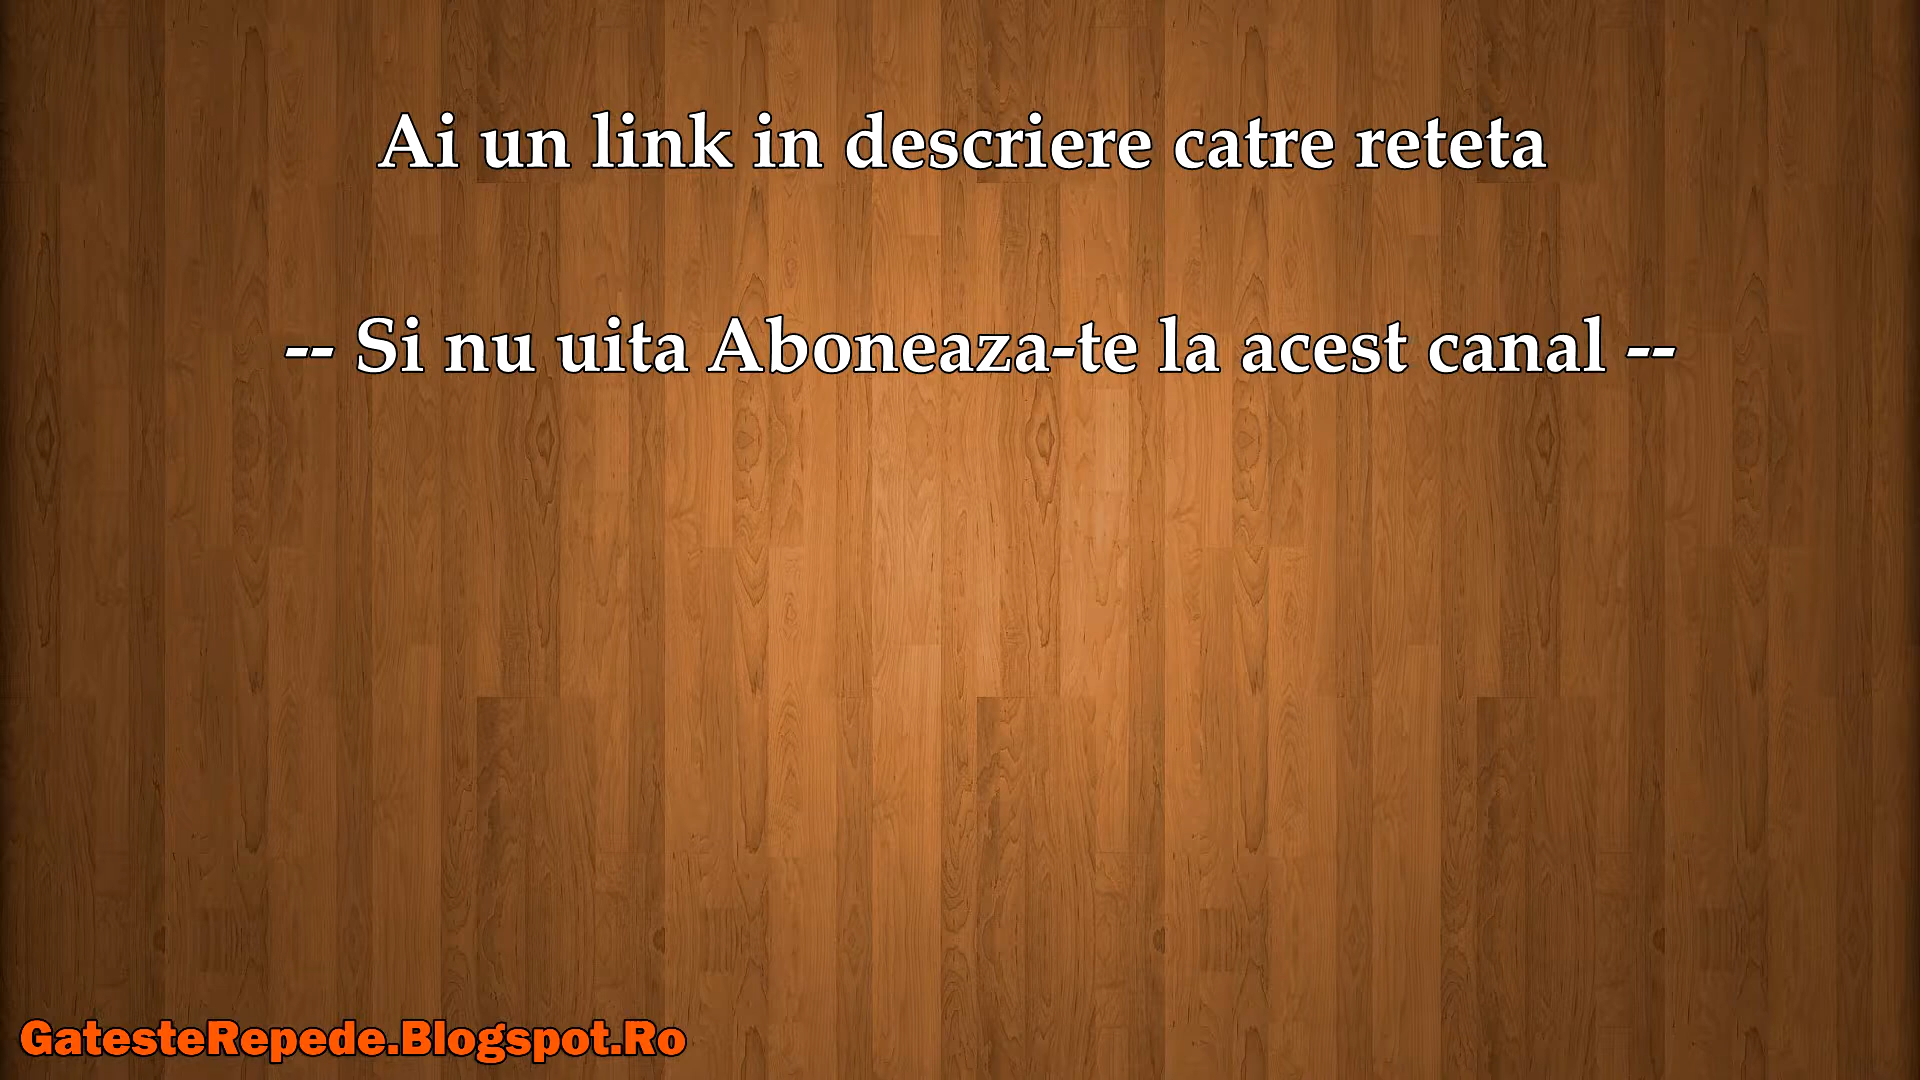 Ai un link in descriere catre reteta
-- Si nu uita Aboneaza-te la acest canal --
GatesteRepede.Blogspot.Ro